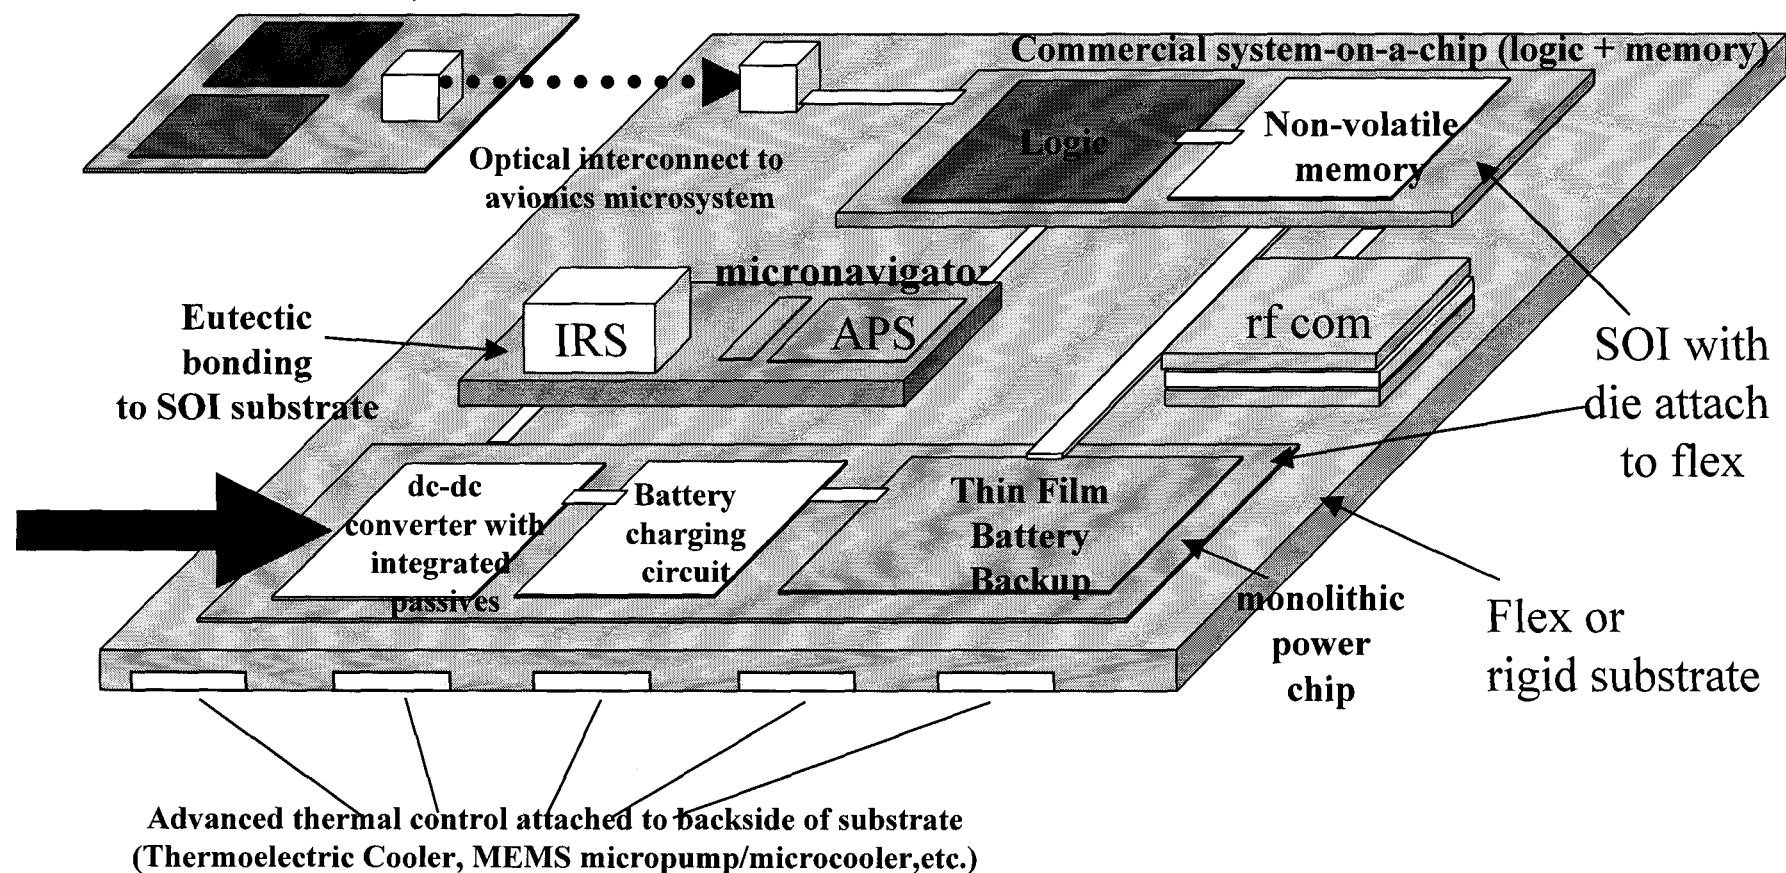 Commercial system-on-a-chip (logic + memory)
Logic
Non-volatile
memory
Optical interconnect to
avionics microsystem
micronavigator
IRS
APS
rf com
Eutectic
bonding
to SOI substrate
SOI with
die attach
to flex
dc-dc
converter with
integrated
passives
Battery
charging
circuit
Thin Film
Battery
Backup
monolithic
power
chip
Flex or
rigid substrate
Advanced thermal control attached to backside of substrate
(Thermoelectric Cooler, MEMS micropump/microcooler,etc.)